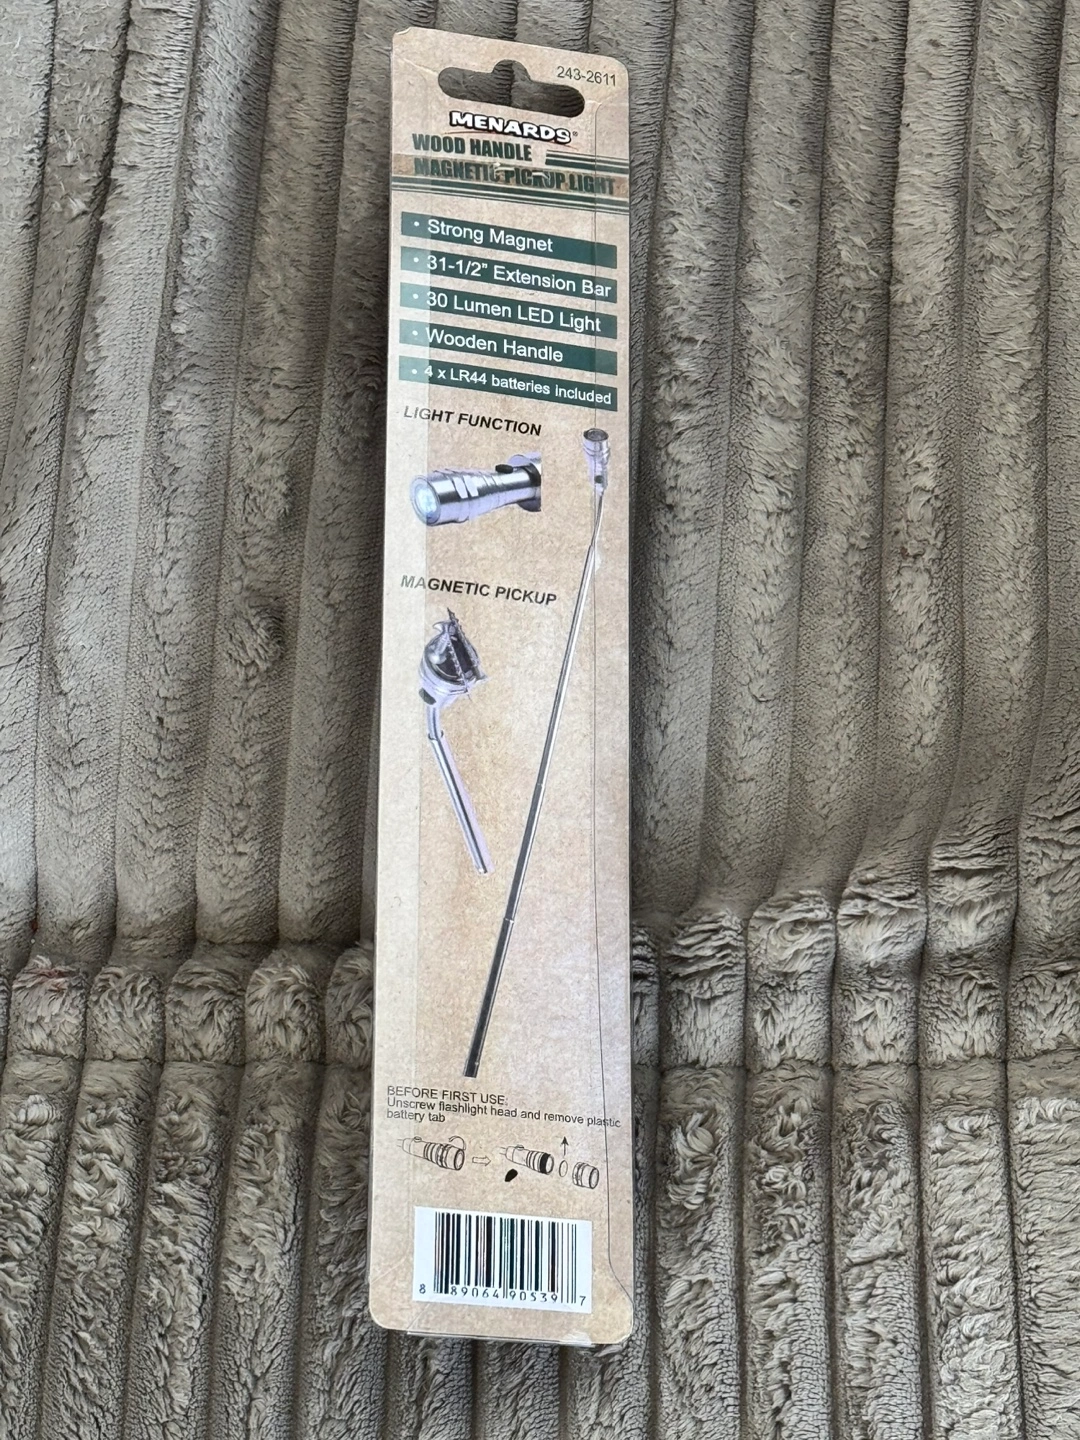 243-2611
MENARDS®
WOOD HANDLE
MAGNETIC PICKUP LIGHT
• Strong Magnet
• 31-1/2" Extension Bar
• 30 Lumen LED Light
• Wooden Handle
• 4 x LR44 batteries included
LIGHT FUNCTION
MAGNETIC PICKUP
BEFORE FIRST USE:
Unscrew flashlight head and remove plastic
battery tab
8 89064 90539 7